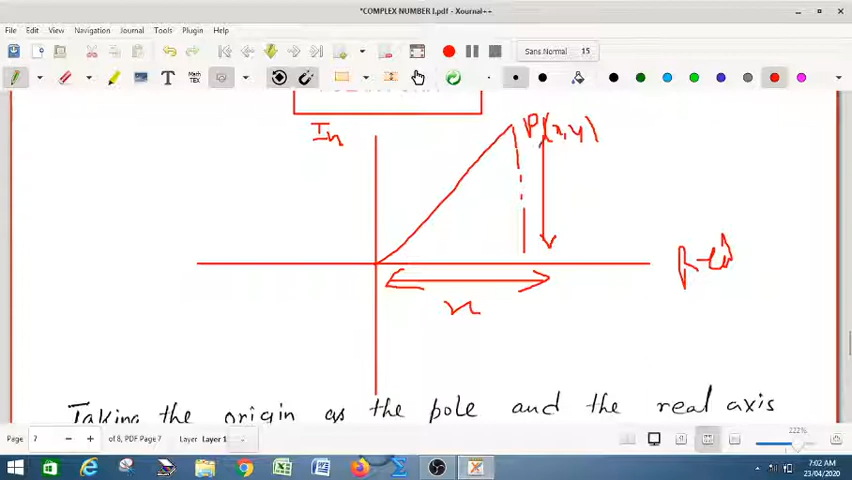 *COMPLEX NUMBER I.pdf - Xournal++
File Edit View Navigation Journal Tools Plugin Help
Sans Normal 15
Im
P(x,y)
Real
x
Taking the origin as the pole and the real axis
Page 7 of 8, PDF Page 7 Layer Layer 1
222%
7:02 AM
23/04/2020